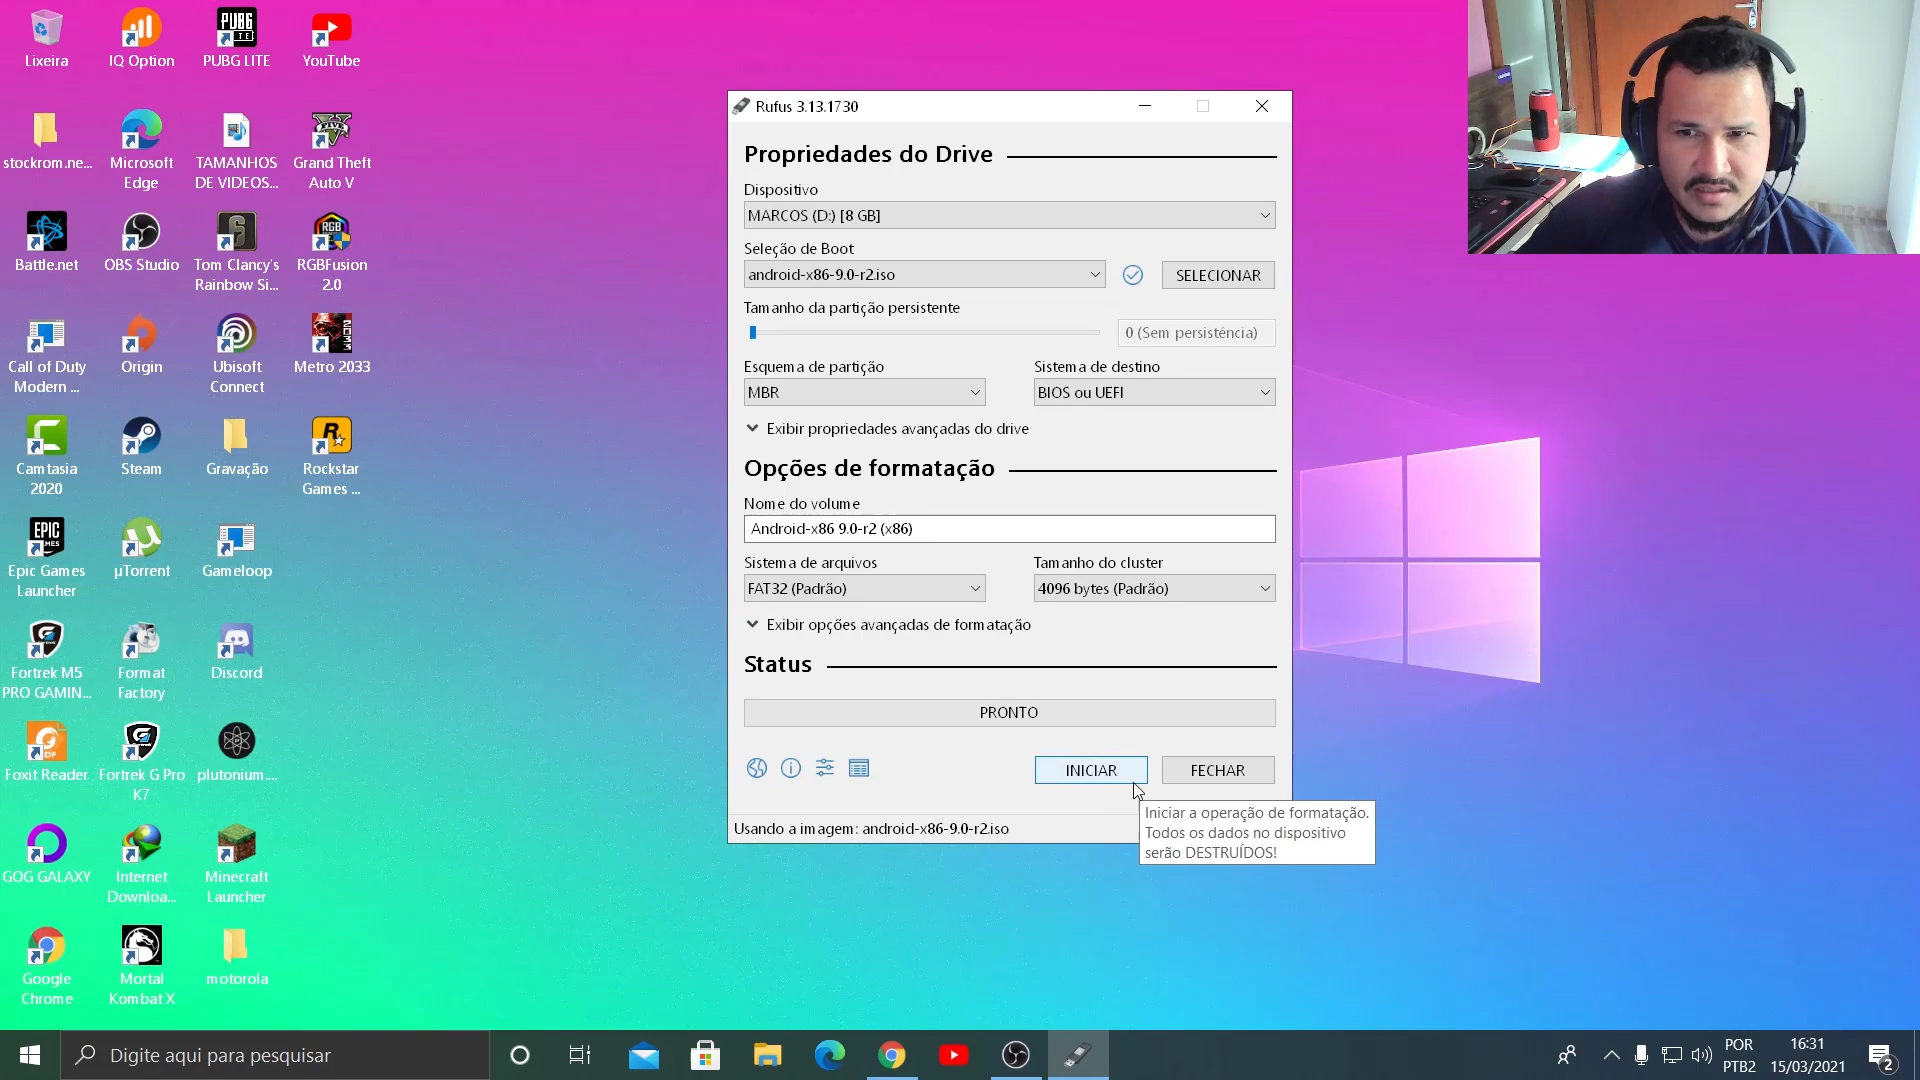 Lixeira
IQ Option
PUBG LITE
YouTube
stockrom.ne...
Microsoft
Edge
TAMANHOS
DE VIDEOS...
Grand Theft
Auto V
Battle.net
OBS Studio
Tom Clancy's
Rainbow Si...
RGBFusion
2.0
Call of Duty
Modern ...
Origin
Ubisoft
Connect
Metro 2033
Camtasia
2020
Steam
Gravação
Rockstar
Games ...
Epic Games
Launcher
µTorrent
Gameloop
Fortrek M5
PRO GAMIN...
Format
Factory
Discord
Foxit Reader
Fortrek G Pro
K7
plutonium....
GOG GALAXY
Internet
Downloa...
Minecraft
Launcher
Google
Chrome
Mortal
Kombat X
motorola
Rufus 3.13.1730
Propriedades do Drive
Dispositivo
MARCOS (D:) [8 GB]
Seleção de Boot
android-x86-9.0-r2.iso
SELECIONAR
Tamanho da partição persistente
0 (Sem persistência)
Esquema de partição
Sistema de destino
MBR
BIOS ou UEFI
Exibir propriedades avançadas do drive
Opções de formatação
Nome do volume
Android-x86 9.0-r2 (x86)
Sistema de arquivos
Tamanho do cluster
FAT32 (Padrão)
4096 bytes (Padrão)
Exibir opções avançadas de formatação
Status
PRONTO
INICIAR
FECHAR
Usando a imagem: android-x86-9.0-r2.iso
Iniciar a operação de formatação.
Todos os dados no dispositivo
serão DESTRUÍDOS!
Digite aqui para pesquisar
POR
PTB2
16:31
15/03/2021
2